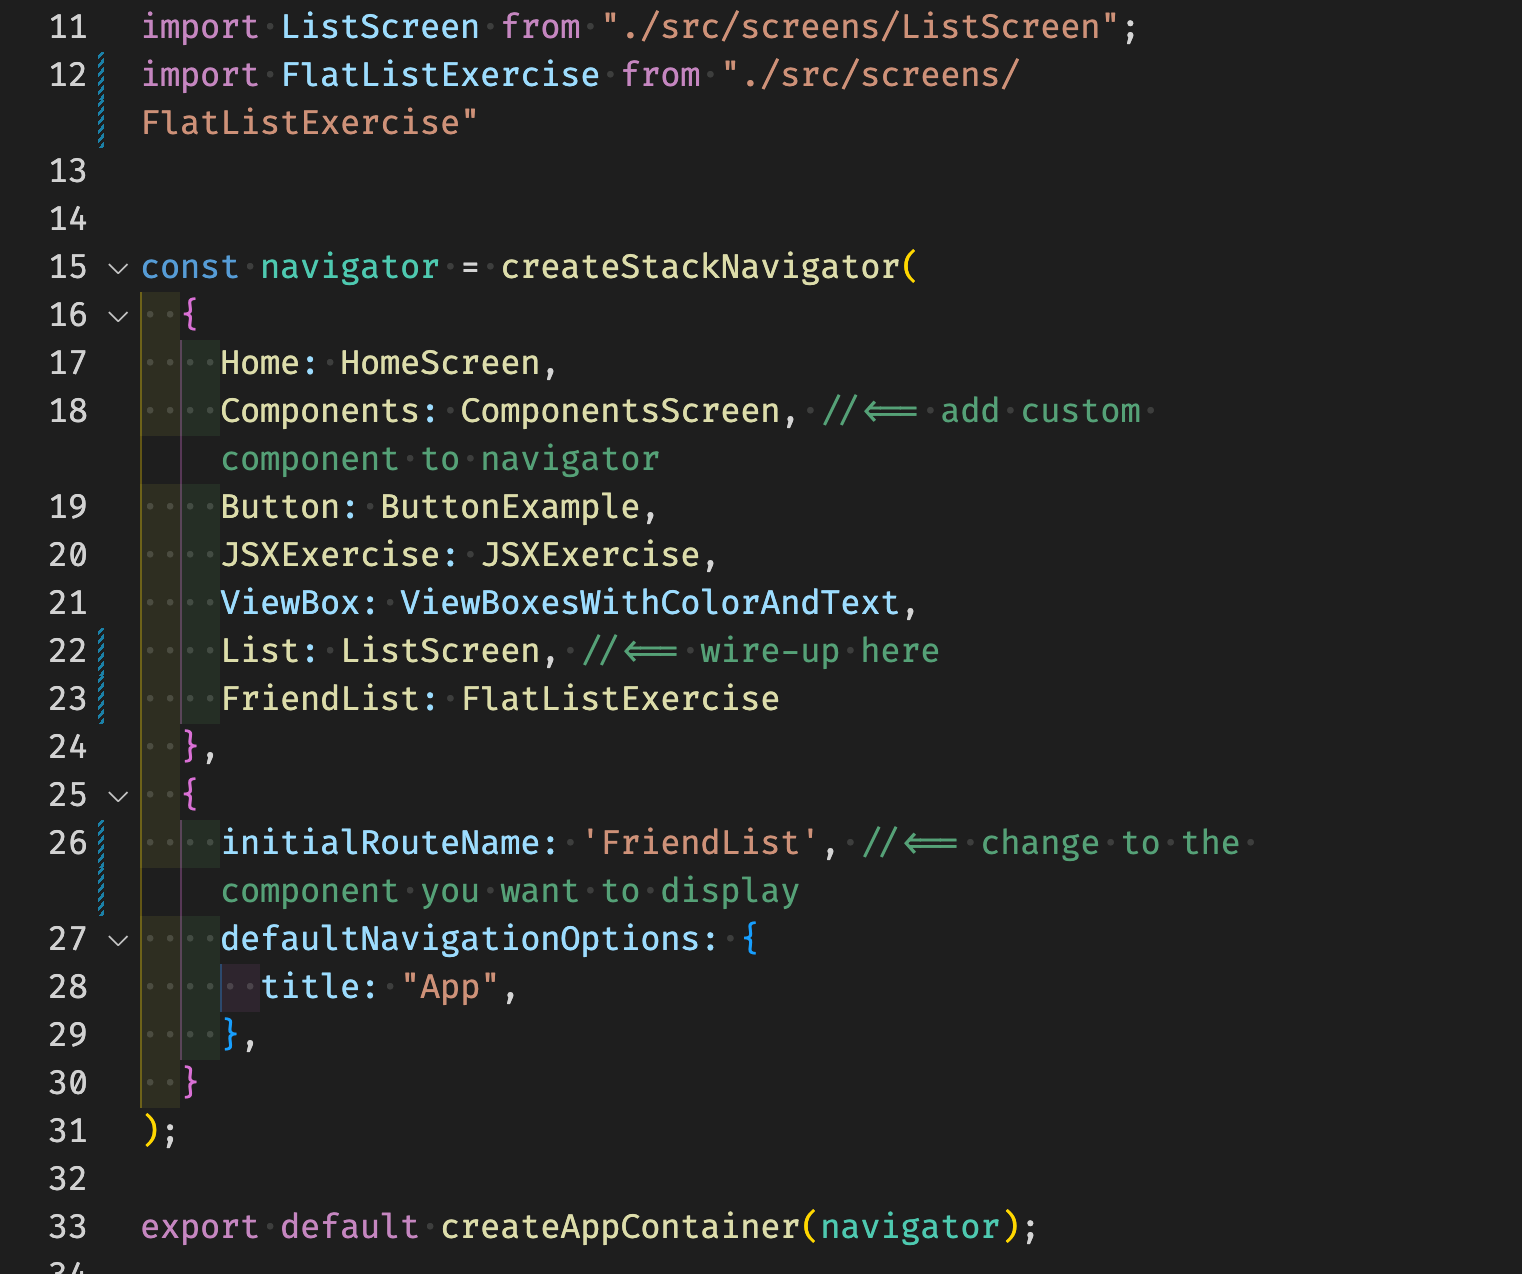 11 import ListScreen from "./src/screens/ListScreen";
12 import FlatListExercise from "./src/screens/
FlatListExercise"
13
14
15 const navigator = createStackNavigator(
16 {
17 Home: HomeScreen,
18 Components: ComponentsScreen, //<== add custom
component to navigator
19 Button: ButtonExample,
20 JSXExercise: JSXExercise,
21 ViewBox: ViewBoxesWithColorAndText,
22 List: ListScreen, //<== wire-up here
23 FriendList: FlatListExercise
24 },
25 {
26 initialRouteName: 'FriendList', //<== change to the
component you want to display
27 defaultNavigationOptions: {
28 title: "App",
29 },
30 }
31 );
32
33 export default createAppContainer(navigator);
34